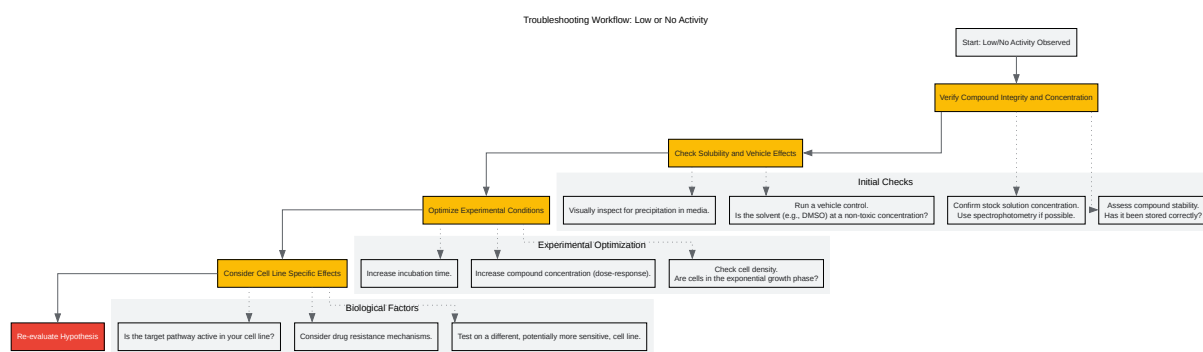 Troubleshooting Workflow: Low or No Activity
Start: Low/No Activity Observed
Verify Compound Integrity and Concentration
Check Solubility and Vehicle Effects
Initial Checks
Visually inspect for precipitation in media.
Run a vehicle control.
Is the solvent (e.g., DMSO) at a non-toxic concentration?
Confirm stock solution concentration.
Use spectrophotometry if possible.
Assess compound stability.
Has it been stored correctly?
Optimize Experimental Conditions
Experimental Optimization
Increase incubation time.
Increase compound concentration (dose-response).
Check cell density.
Are cells in the exponential growth phase?
Consider Cell Line Specific Effects
Biological Factors
Re-evaluate Hypothesis
Is the target pathway active in your cell line?
Consider drug resistance mechanisms.
Test on a different, potentially more sensitive, cell line.